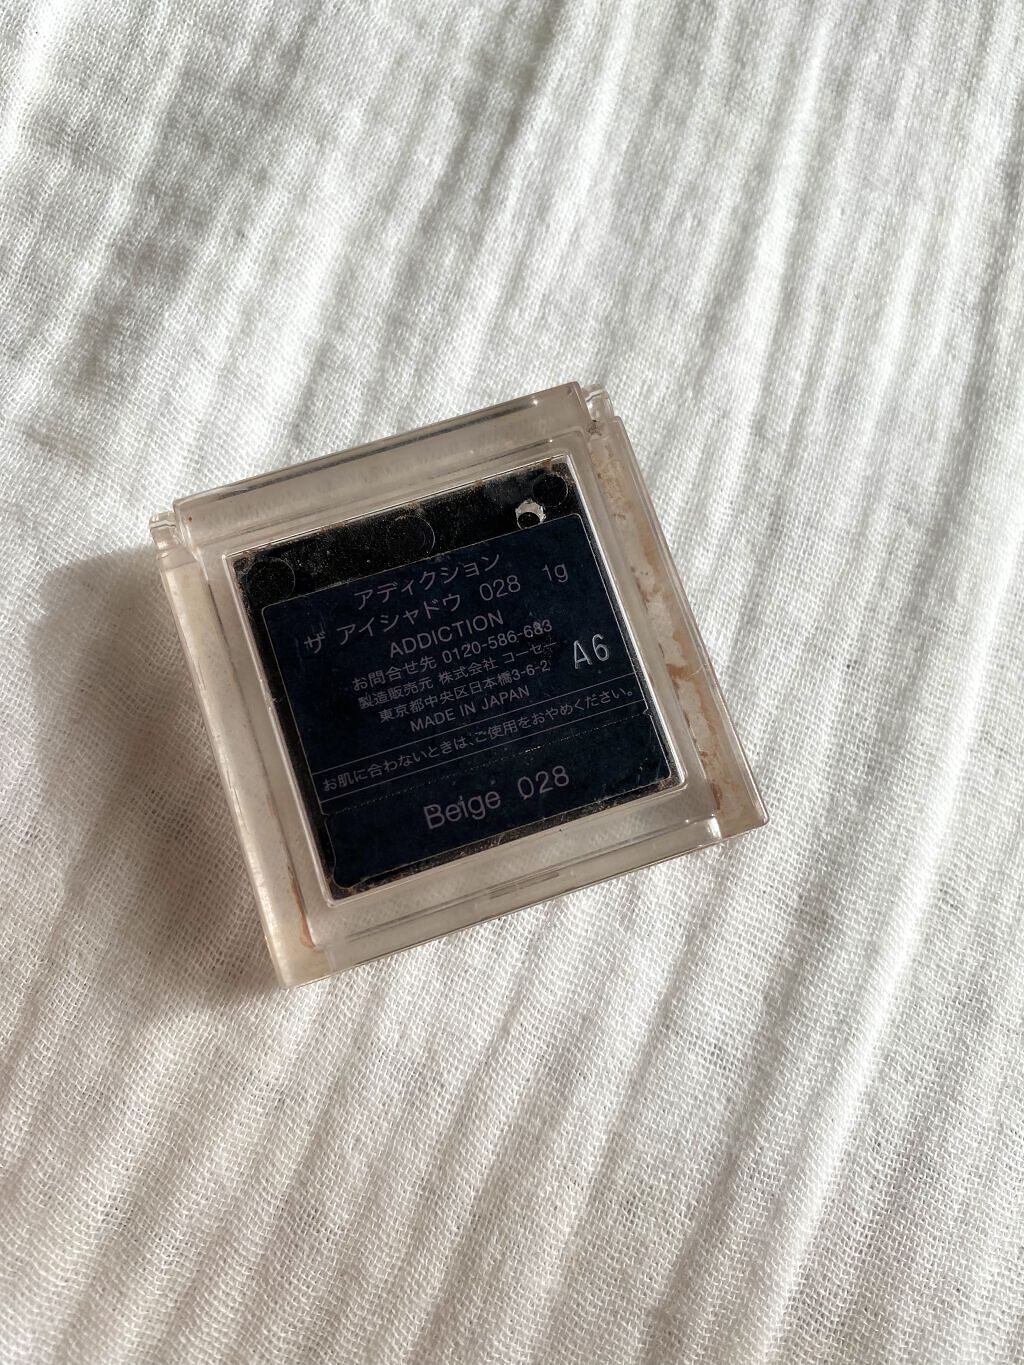 アディクション
ザ アイシャドウ 028 1g
ADDICTION
お問合せ先 0120-586-683
製造販売元 株式会社 コーセー
東京都中央区日本橋3-6-2
MADE IN JAPAN
A6
お肌に合わないときは、ご使用をおやめください。
Beige 028